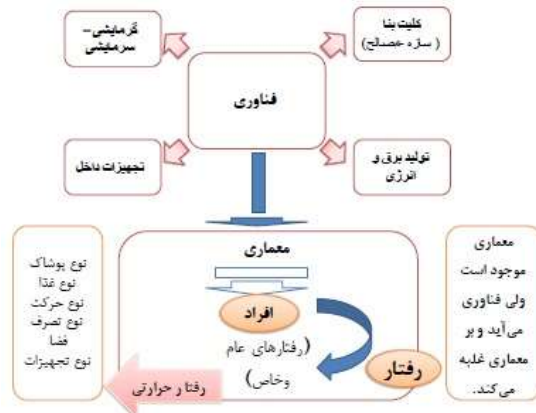 کلیت بنا
( سازه-مصالح)
گرمایشی –
سرمایشی
فناوری
تولید برق و
انرژی
تجهیزات داخل
معماری
موجود است
ولی فناوری
می‌آید و بر
معماری غلبه
می‌کند.
معماری
افراد
(رفتارهای عام
وخاص)
رفتار
رفتار حرارتی
نوع پوشاک
نوع غذا
نوع حرکت
نوع تصرف
فضا
نوع تجهیزات